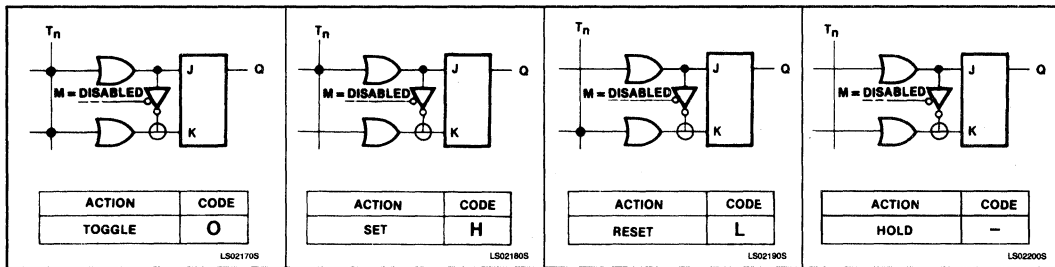 Tn
J
Q
M = DISABLED
K
ACTION CODE
TOGGLE O
LS02170S
Tn
J
Q
M = DISABLED
K
ACTION CODE
SET H
LS02180S
Tn
J
Q
M = DISABLED
K
ACTION CODE
RESET L
LS02190S
Tn
J
Q
M = DISABLED
K
ACTION CODE
HOLD –
LS02200S